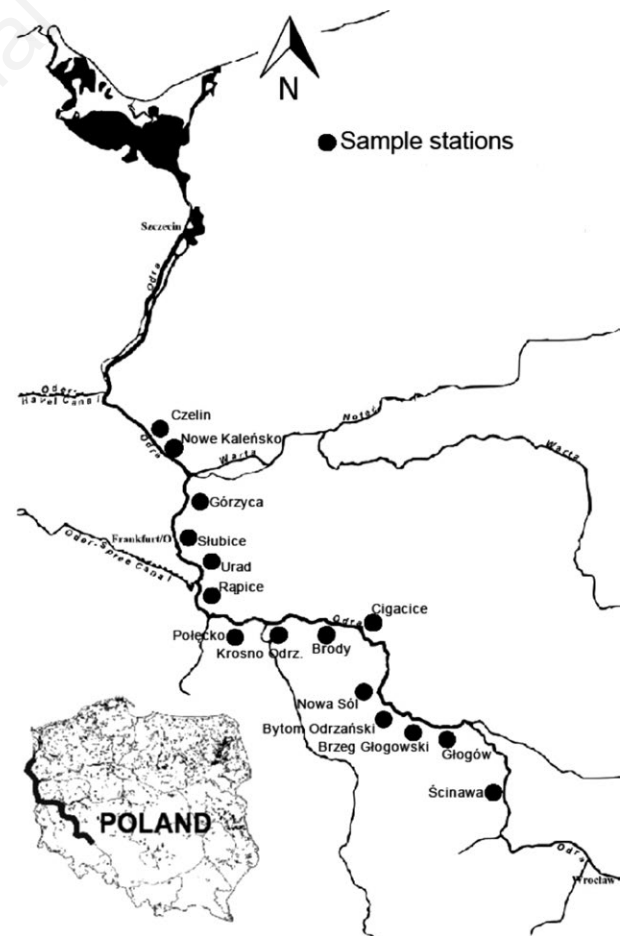 N
Sample stations
Szczecin
Odra
Oder-
Havel Canal
Czelin
Nowe Kaleńsko
Odra
Warta
Noteć
Warta
Górzyca
Frankfurt/O
Słubice
Oder-Spree Canal
Urad
Rąpice
Połęcko
Krosno Odrz.
Brody
Odra
Cigacice
Nowa Sól
Bytom Odrzański
Brzeg Głogowski
Głogów
Ścinawa
POLAND
Odra
Wrocław